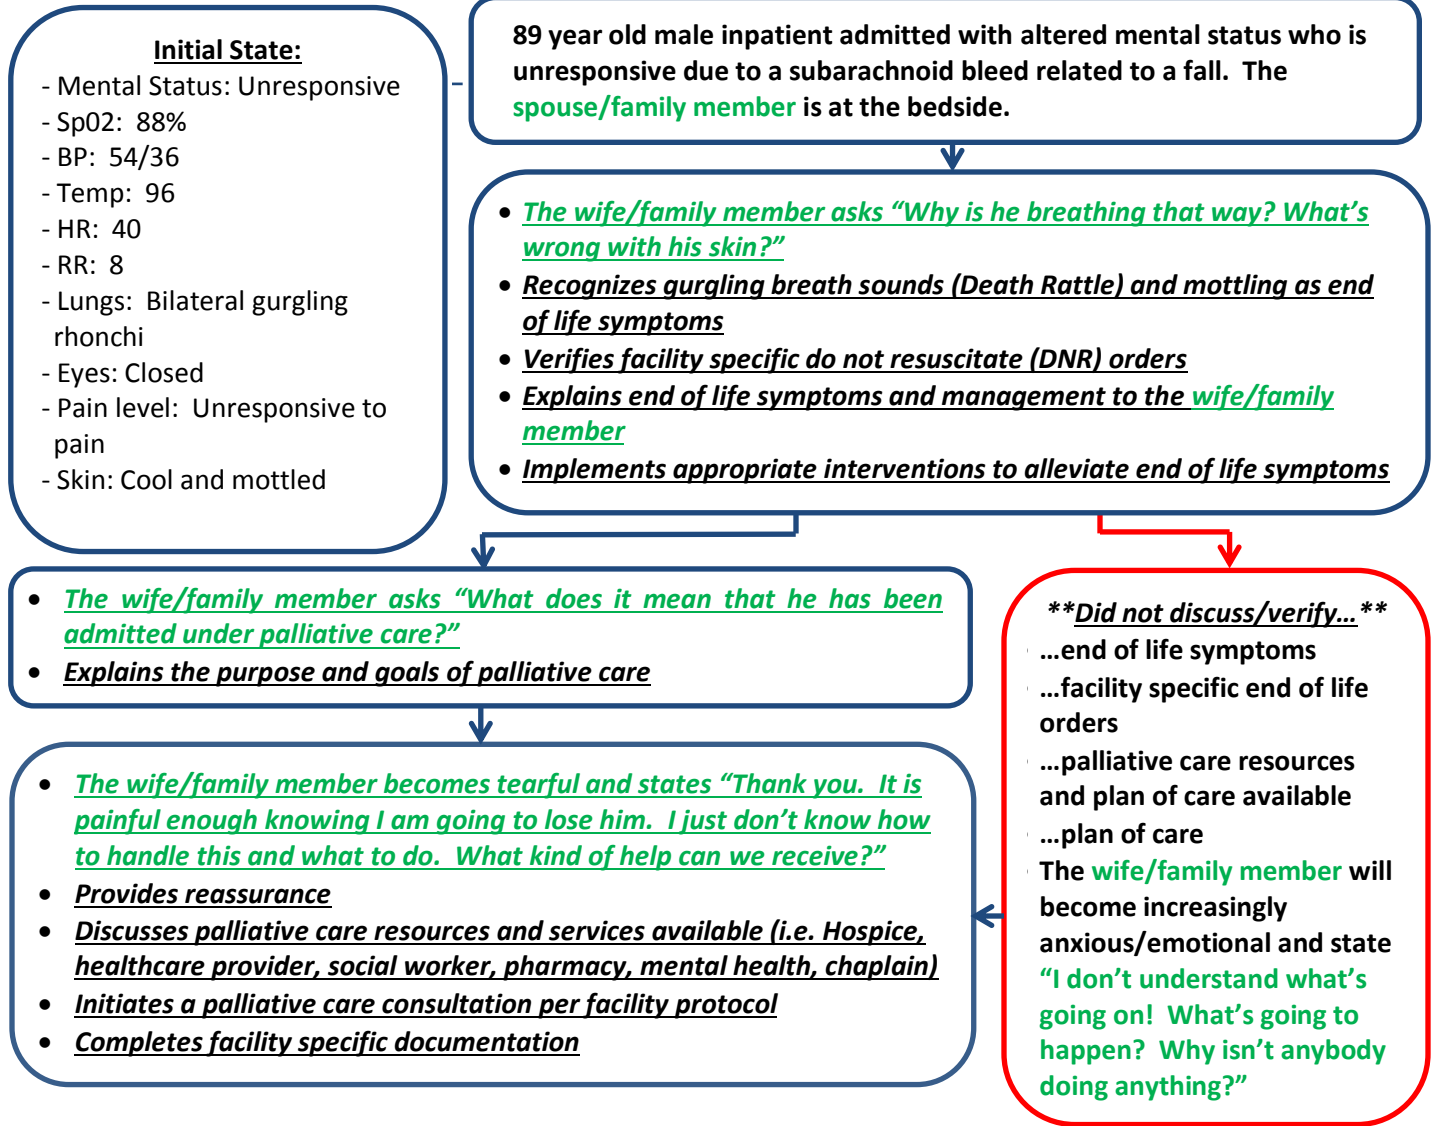 Initial State:
- Mental Status: Unresponsive
- Sp02:  88%
- BP:  54/36
- Temp:  96
- HR:  40
- RR:  8
- Lungs:  Bilateral gurgling
rhonchi
- Eyes: Closed
- Pain level:  Unresponsive to
pain
- Skin: Cool and mottled
89 year old male inpatient admitted with altered mental status who is
unresponsive due to a subarachnoid bleed related to a fall.  The
spouse/family member is at the bedside.
• The wife/family member asks “Why is he breathing that way? What’s
wrong with his skin?”
• Recognizes gurgling breath sounds (Death Rattle) and mottling as end
of life symptoms
• Verifies facility specific do not resuscitate (DNR) orders
• Explains end of life symptoms and management to the wife/family
member
• Implements appropriate interventions to alleviate end of life symptoms
• The wife/family member asks “What does it mean that he has been
admitted under palliative care?”
• Explains the purpose and goals of palliative care
• The wife/family member becomes tearful and states “Thank you.  It is
painful enough knowing I am going to lose him.  I just don’t know how
to handle this and what to do.  What kind of help can we receive?”
• Provides reassurance
• Discusses palliative care resources and services available (i.e. Hospice,
healthcare provider, social worker, pharmacy, mental health, chaplain)
• Initiates a palliative care consultation per facility protocol
• Completes facility specific documentation
**Did not discuss/verify…**
…end of life symptoms
…facility specific end of life
orders
…palliative care resources
and plan of care available
…plan of care
The wife/family member will
become increasingly
anxious/emotional and state
“I don’t understand what’s
going on!  What’s going to
happen?  Why isn’t anybody
doing anything?”